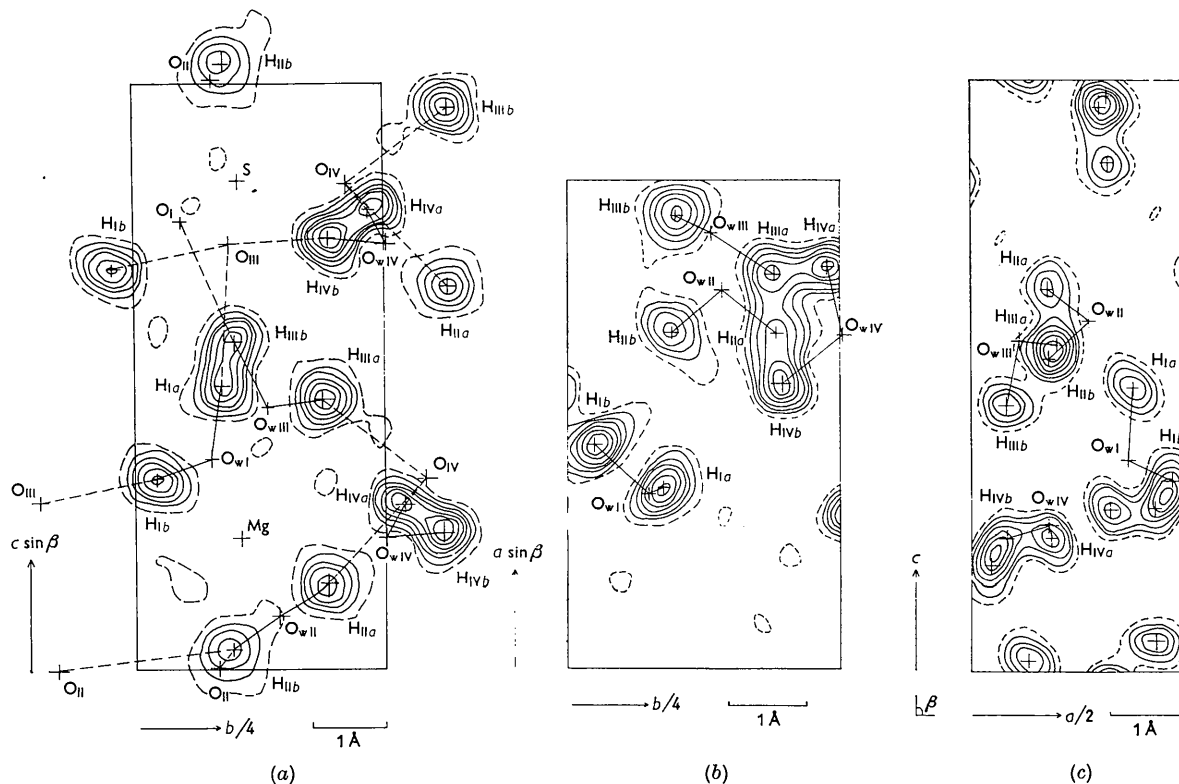 O_II
H_IIb
H_IIIb
S
O_IV
O_I
H_IVa
H_Ib
O_III
O_wIV
H_IVb
H_IIa
H_IIIb
H_IIIa
H_Ia
O_wIII
O_wI
O_IV
O_III
H_IVa
H_Ib
Mg
O_wIV
c sin β
H_IVb
O_wII
H_IIa
O_II
O_II
H_IIb
b/4
1 Å
(a)
H_IIIb
O_wIII
H_IIIa
H_IVa
O_wII
O_wIV
H_IIb
H_IIa
H_Ib
H_IVb
H_Ia
O_wI
a sin β
b/4
1 Å
(b)
H_IIa
H_IIIa
O_wII
O_wIII
H_Ia
H_IIb
H_IIIb
O_wI
H_IVb
O_wIV
H_IVa
c
β
a/2
1 Å
(c)